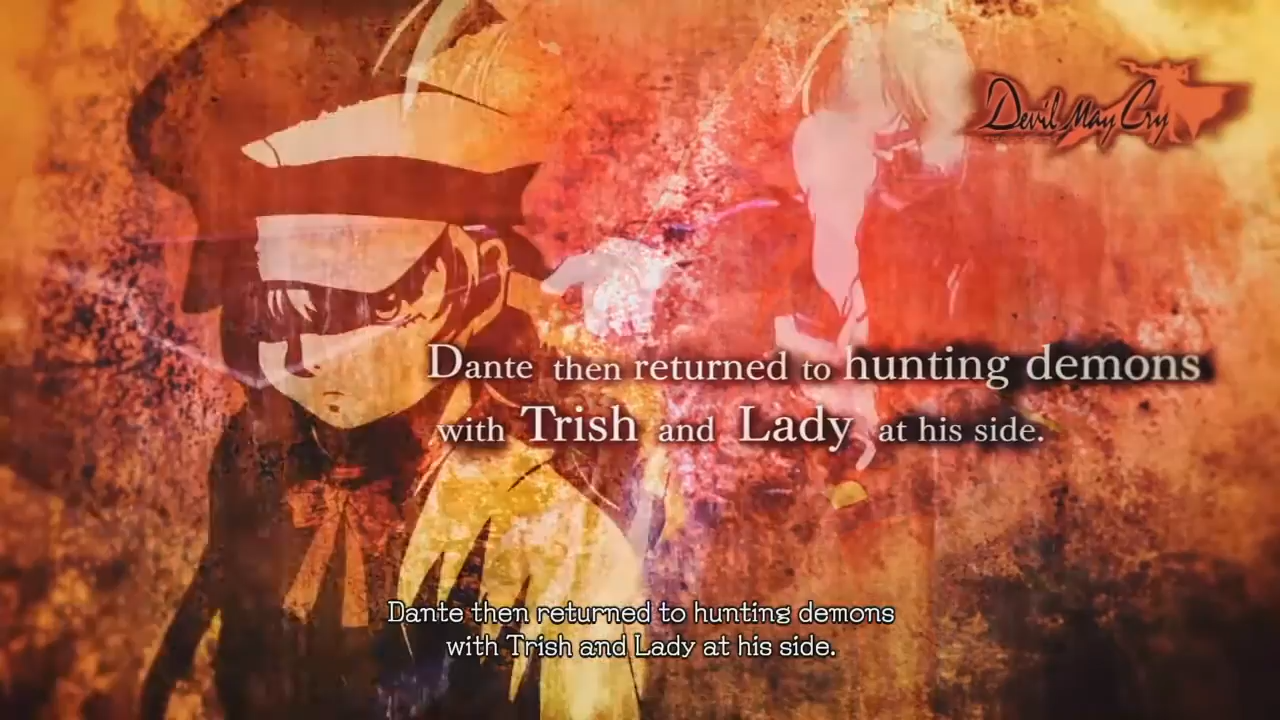 Devil May Cry
Dante then returned to hunting demons
with Trish and Lady at his side.
Dante then returned to hunting demons
with Trish and Lady at his side.